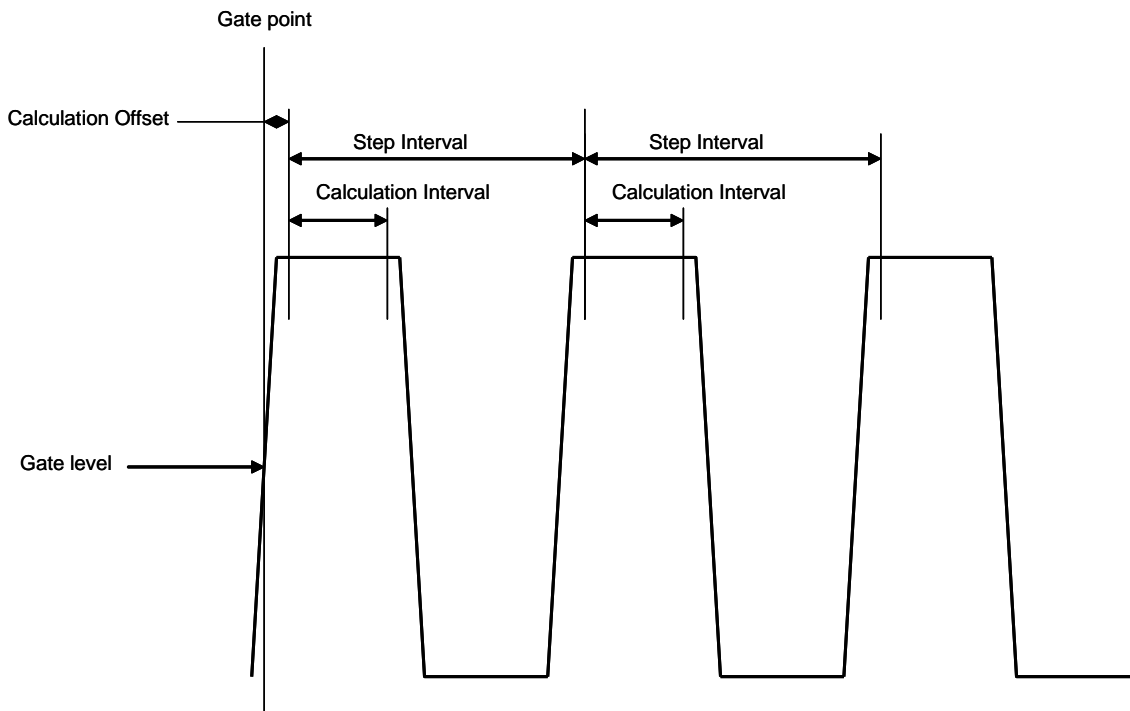 Gate point
Calculation Offset
Step Interval
Step Interval
Calculation Interval
Calculation Interval
Gate level